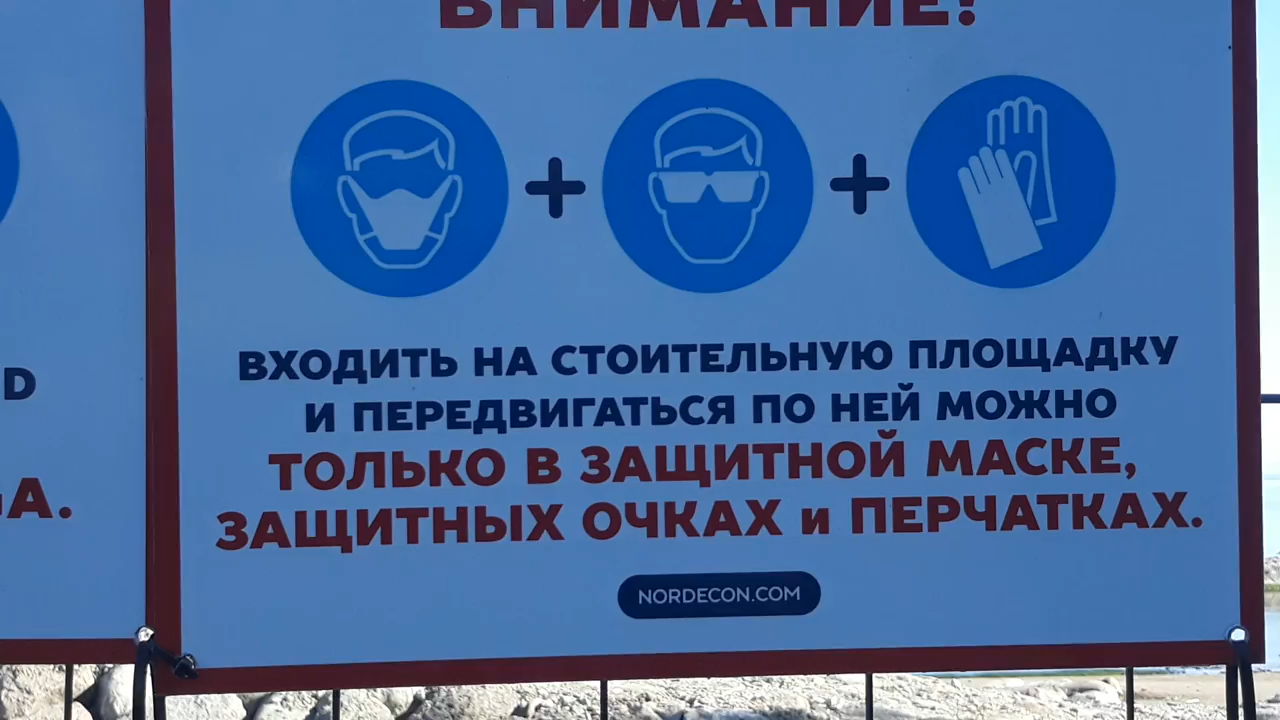 ВНИМАНИЕ!
ВХОДИТЬ НА СТОИТЕЛЬНУЮ ПЛОЩАДКУ
И ПЕРЕДВИГАТЬСЯ ПО НЕЙ МОЖНО
ТОЛЬКО В ЗАЩИТНОЙ МАСКЕ,
ЗАЩИТНЫХ ОЧКАХ и ПЕРЧАТКАХ.
NORDECON.COM